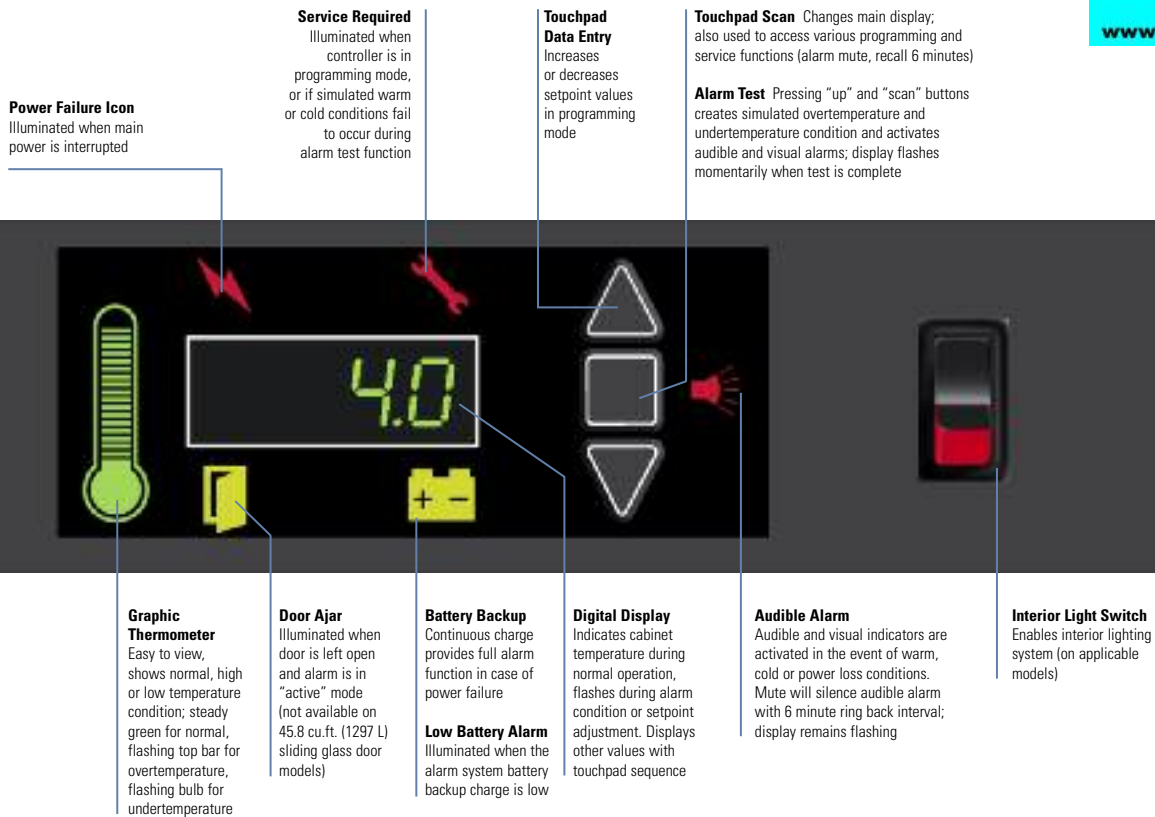 Service Required
Illuminated when
controller is in
programming mode,
or if simulated warm
or cold conditions fail
to occur during
alarm test function
Touchpad
Data Entry
Increases
or decreases
setpoint values
in programming
mode
Touchpad Scan Changes main display;
also used to access various programming and
service functions (alarm mute, recall 6 minutes)
Alarm Test Pressing “up” and “scan” buttons
creates simulated overtemperature and
undertemperature condition and activates
audible and visual alarms; display flashes
momentarily when test is complete
www
Power Failure Icon
Illuminated when main
power is interrupted
4.0
+ -
Graphic
Thermometer
Easy to view,
shows normal, high
or low temperature
condition; steady
green for normal,
flashing top bar for
overtemperature,
flashing bulb for
undertemperature
Door Ajar
Illuminated when
door is left open
and alarm is in
“active” mode
(not available on
45.8 cu.ft. (1297 L)
sliding glass door
models)
Battery Backup
Continuous charge
provides full alarm
function in case of
power failure
Low Battery Alarm
Illuminated when the
alarm system battery
backup charge is low
Digital Display
Indicates cabinet
temperature during
normal operation,
flashes during alarm
condition or setpoint
adjustment. Displays
other values with
touchpad sequence
Audible Alarm
Audible and visual indicators are
activated in the event of warm,
cold or power loss conditions.
Mute will silence audible alarm
with 6 minute ring back interval;
display remains flashing
Interior Light Switch
Enables interior lighting
system (on applicable
models)